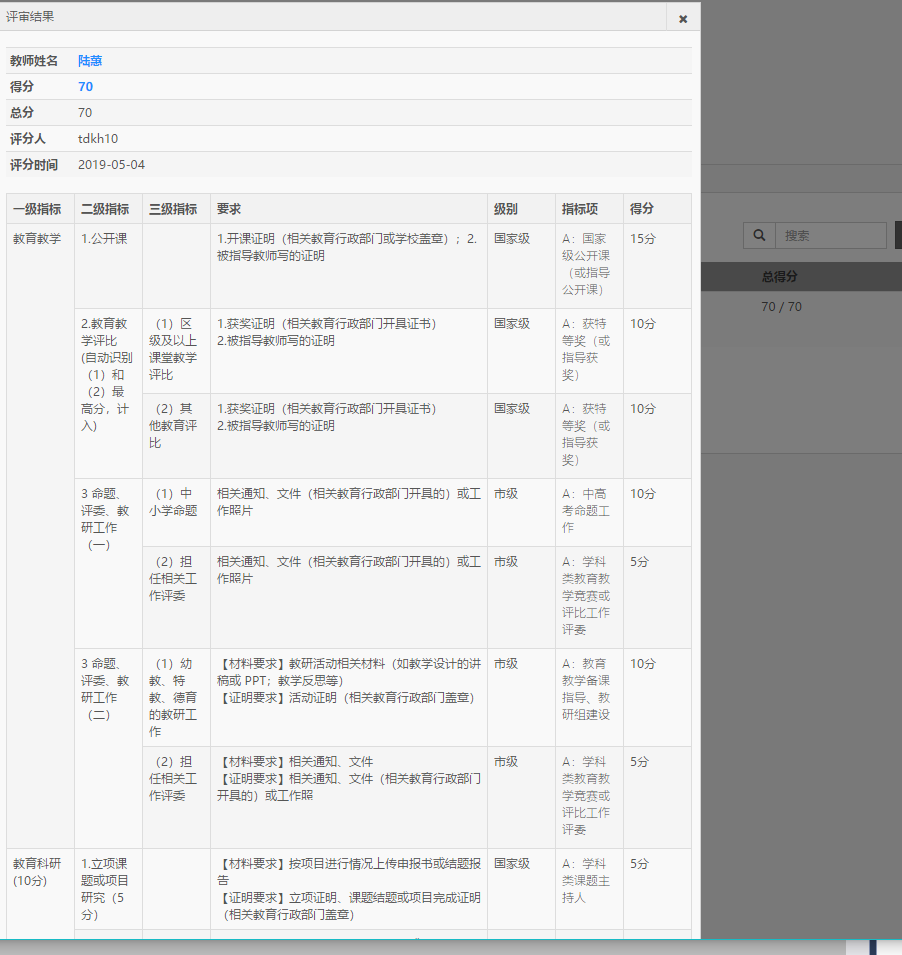 评审结果
教师姓名 陆蕙
得分 70
总分 70
评分人 tdkh10
评分时间 2019-05-04
搜索
总得分
70 / 70
一级指标 二级指标 三级指标 要求 级别 指标项 得分
教育教学
1.公开课
1.开课证明（相关教育行政部门或学校盖章）；2.
被指导教师写的证明
国家级
A：国家
级公开课
（或指导
公开课）
15分
2.教育教
学评比
(自动识别
（1）和
（2）最
高分，计
入)
（1）区
级及以上
课堂教学
评比
1.获奖证明（相关教育行政部门开具证书）
2.被指导教师写的证明
国家级
A：获特
等奖（或
指导获
奖）
10分
（2）其
他教育评
比
1.获奖证明（相关教育行政部门开具证书）
2.被指导教师写的证明
国家级
A：获特
等奖（或
指导获
奖）
10分
3 命题、
评委、教
研工作
（一）
（1）中
小学命题
相关通知、文件（相关教育行政部门开具的）或工
作照片
市级
A：中高
考命题工
作
10分
（2）担
任相关工
作评委
相关通知、文件（相关教育行政部门开具的）或工
作照片
市级
A：学科
类教育教
学竞赛或
评比工作
评委
5分
3 命题、
评委、教
研工作
（二）
（1）幼
教、特
教、德育
的教研工
作
【材料要求】教研活动相关材料（如教学设计的讲
稿或 PPT；教学反思等）
【证明要求】活动证明（相关教育行政部门盖章）
市级
A：教育
教学备课
指导、教
研组建设
10分
（2）担
任相关工
作评委
【材料要求】相关通知、文件
【证明要求】相关通知、文件（相关教育行政部门
开具的）或工作照
市级
A：学科
类教育教
学竞赛或
评比工作
评委
5分
教育科研
(10分)
1.立项课
题或项目
研究（5
分）
【材料要求】按项目进行情况上传申报书或结题报
告
【证明要求】立项证明、课题结题或项目完成证明
（相关教育行政部门盖章）
国家级
A：学科
类课题主
持人
5分